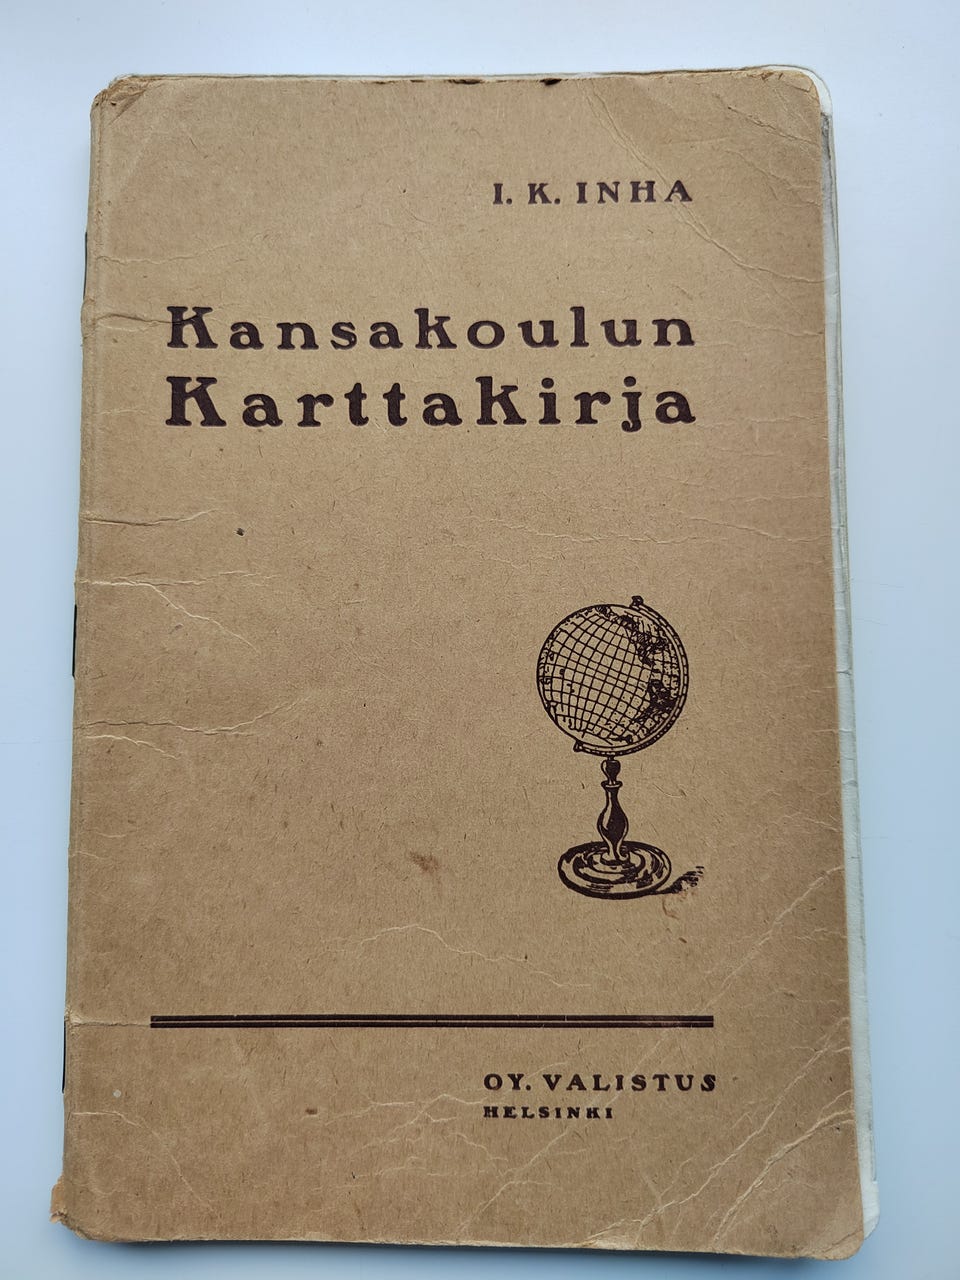 I. K. INHA
Kansakoulun
Karttakirja
OY. VALISTUS
HELSINKI